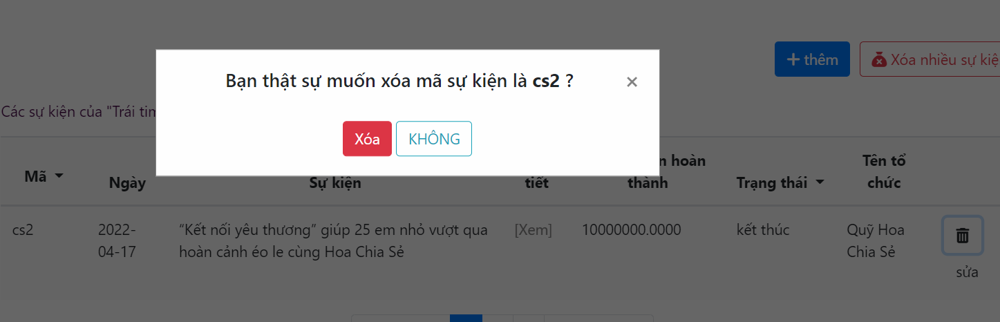 + thêm
Xóa nhiều sự
Bạn thật sự muốn xóa mã sự kiện là cs2 ?
×
Các sự kiện của "Trái
Xóa
KHÔNG
Mã
Ngày
Sự kiện
tiết
hoàn
thành
Trạng thái
Tên tổ
chức
cs2
2022-
04-17
“Kết nối yêu thương” giúp 25 em nhỏ vượt qua
hoàn cảnh éo le cùng Hoa Chia Sẻ
[Xem]
10000000.0000
kết thúc
Quỹ Hoa
Chia Sẻ
sửa